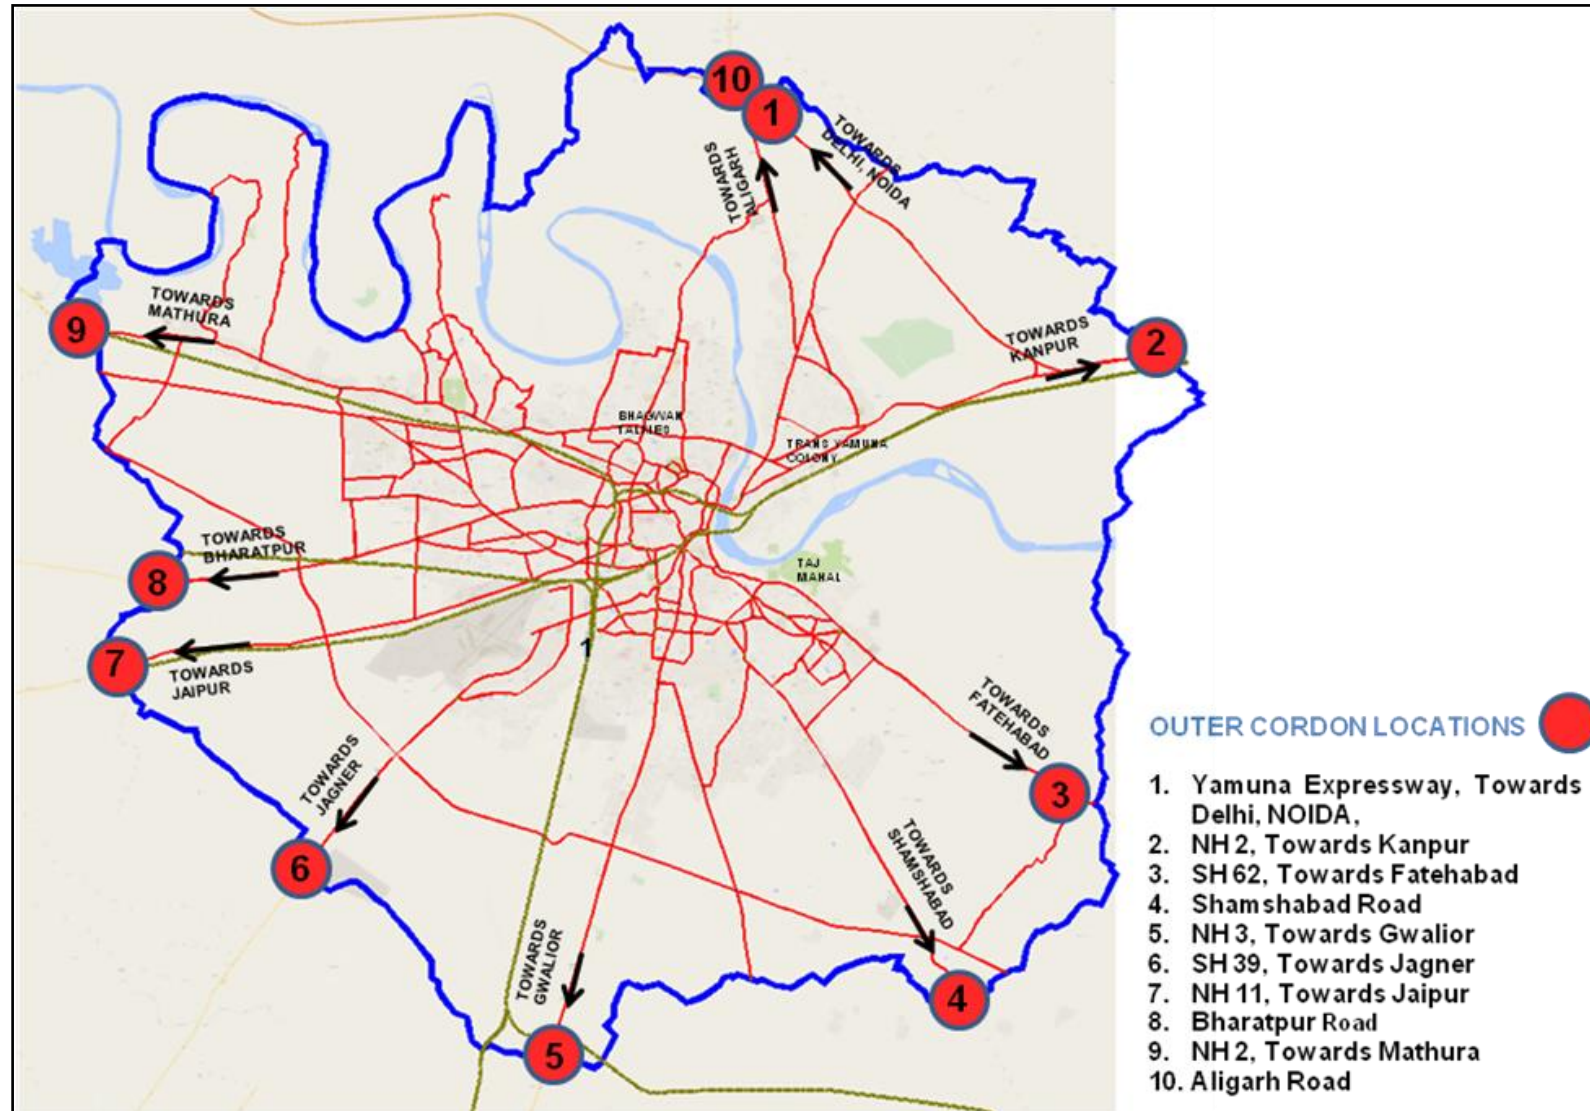 10
1
TOWARDS
ALIGARH
TOWARDS
DELHI, NOIDA
TOWARDS
MATHURA
9
TOWARDS
KANPUR
2
BHAGWAN
TALKIES
TRANS YAMUNA
COLONY
TOWARDS
BHARATPUR
8
TAJ
MAHAL
1
7
TOWARDS
JAIPUR
TOWARDS
FATEHABAD
3
TOWARDS
JAGNER
6
TOWARDS
SHAMSHABAD
4
TOWARDS
GWALIOR
5
OUTER CORDON LOCATIONS
1. Yamuna Expressway, Towards
Delhi, NOIDA,
2. NH 2, Towards Kanpur
3. SH 62, Towards Fatehabad
4. Shamshabad Road
5. NH 3, Towards Gwalior
6. SH 39, Towards Jagner
7. NH 11, Towards Jaipur
8. Bharatpur Road
9. NH 2, Towards Mathura
10. Aligarh Road